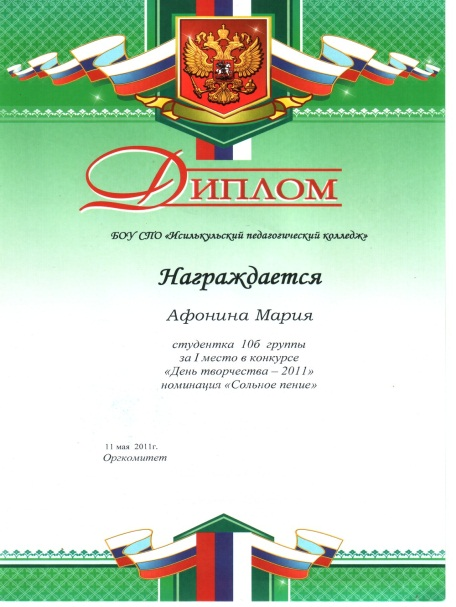 Диплом
БОУ СПО «Исилькульский педагогический колледж»
Награждается
Афонина Мария
студентка 10б группы
за I место в конкурсе
«День творчества – 2011»
номинация «Сольное пение»
11 мая 2011г.
Оргкомитет